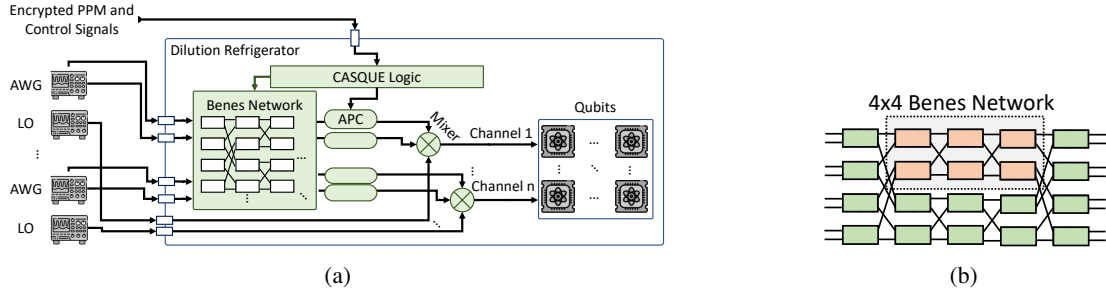 Encrypted PPM and
Control Signals
Dilution Refrigerator
CASQUE Logic
AWG
Benes Network
Qubits
APC
Mixer
LO
Channel 1
...
...
...
...
AWG
Channel n
...
LO
(a)
4x4 Benes Network
(b)